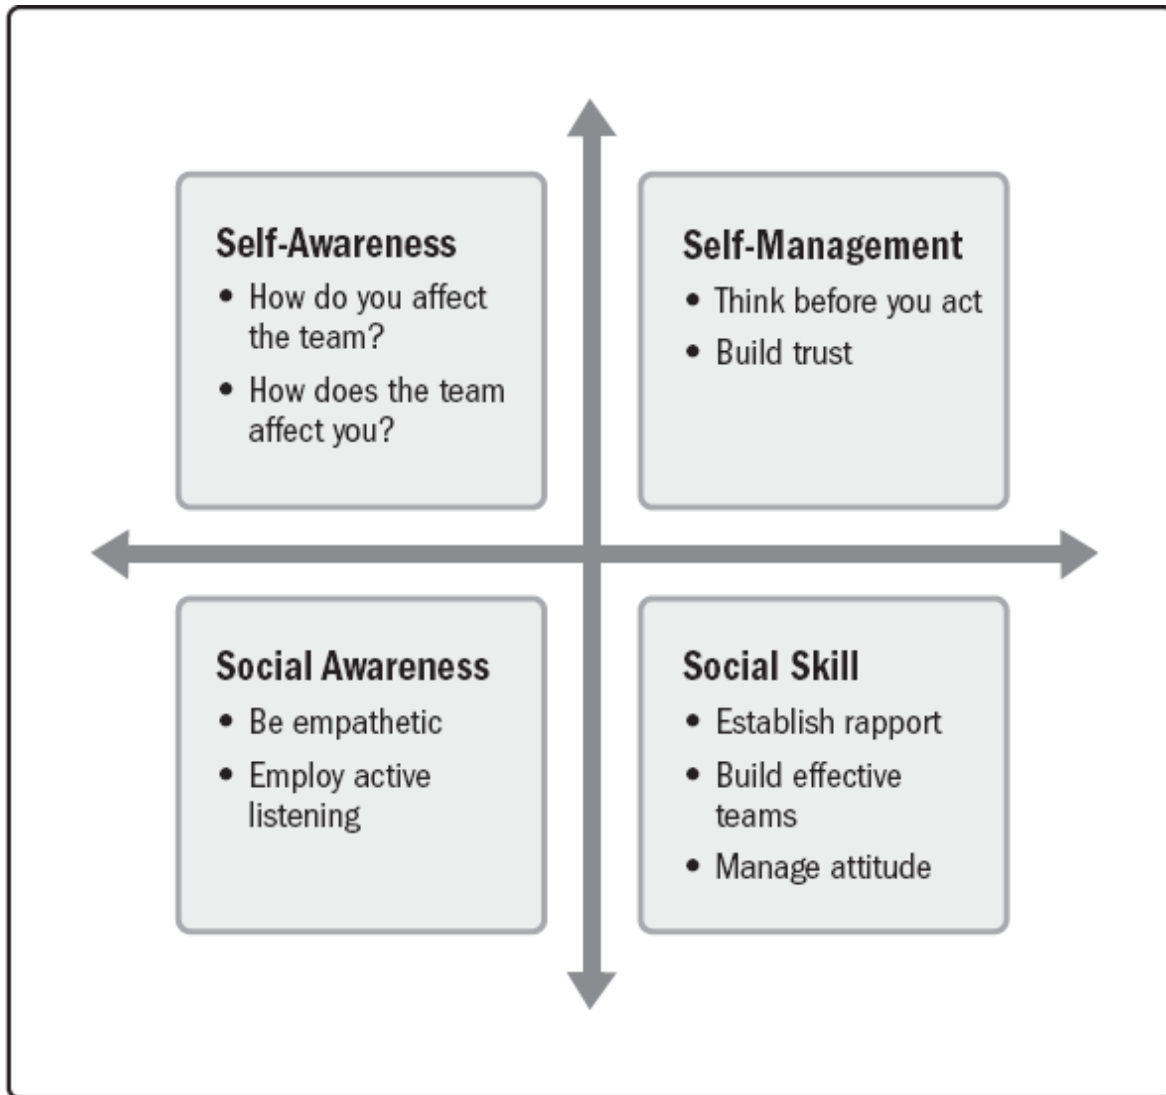 Self-Awareness
• How do you affect
the team?
• How does the team
affect you?
Self-Management
• Think before you act
• Build trust
Social Awareness
• Be empathetic
• Employ active
listening
Social Skill
• Establish rapport
• Build effective
teams
• Manage attitude